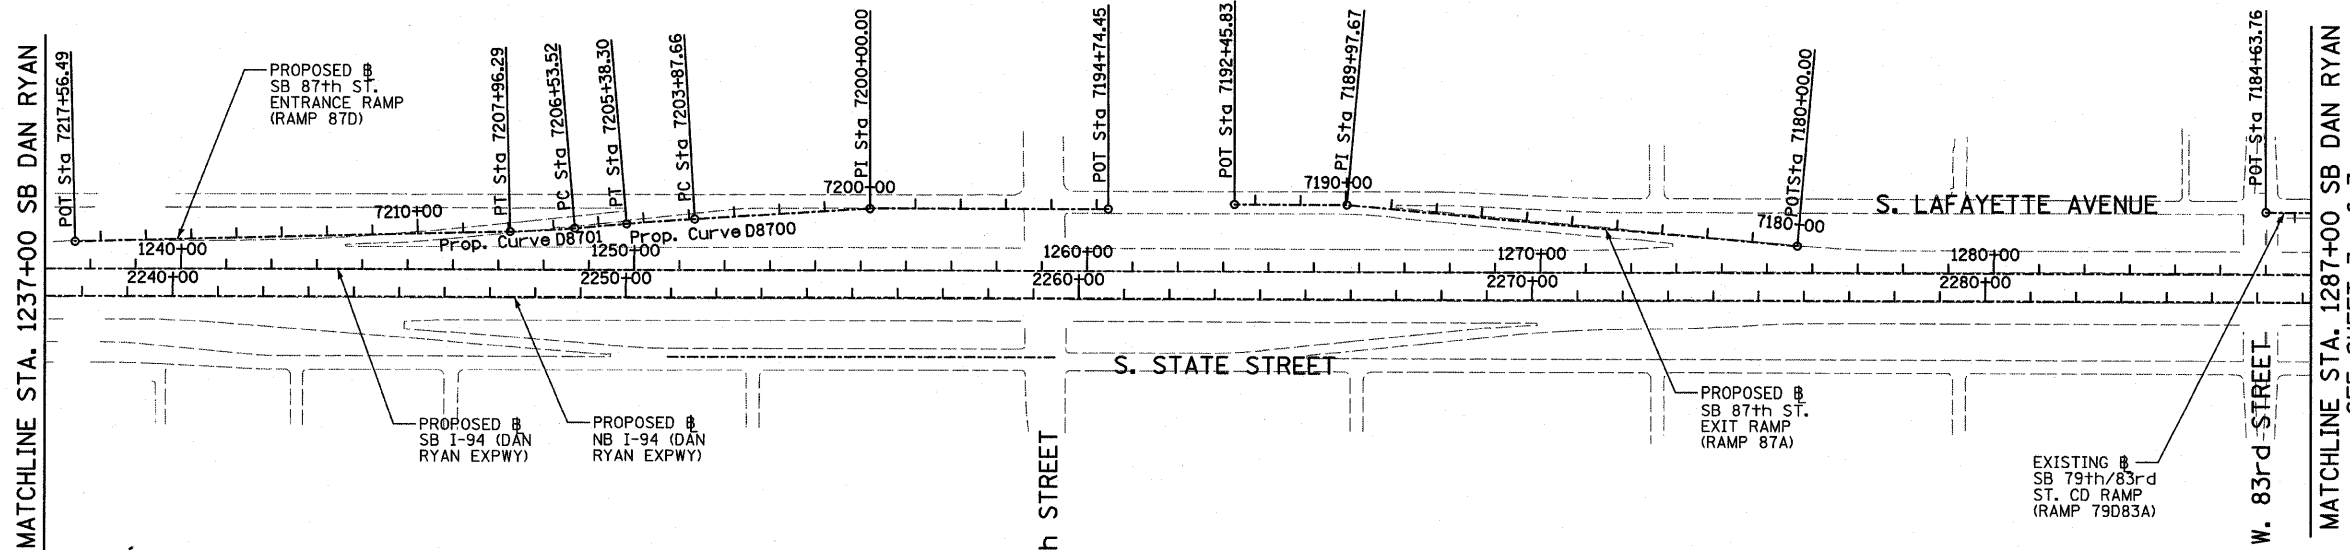 MATCHLINE STA. 1237+00 SB DAN RYAN
POT Sta 7217+56.49
PROPOSED BL
SB 87th ST.
ENTRANCE RAMP
(RAMP 87D)
PT Sta 7207+96.29
PC Sta 7206+53.52
PT Sta 7205+38.30
PC Sta 7203+87.66
PI Sta 7200+00.00
POT Sta 7194+74.45
POT Sta 7192+45.83
PI Sta 7189+97.67
POTSta 7180+00.00
POT Sta 7184+63.76
MATCHLINE STA. 1287+00 SB DAN RYAN
7210+00
7200+00
7190+00
7180+00
S. LAFAYETTE AVENUE
Prop. Curve D8701
Prop. Curve D8700
1240+00
1250+00
1260+00
1270+00
1280+00
2240+00
2250+00
2260+00
2270+00
2280+00
S. STATE STREET
PROPOSED BL
SB I-94 (DAN
RYAN EXPWY)
PROPOSED BL
NB I-94 (DAN
RYAN EXPWY)
h STREET
PROPOSED BL
SB 87th ST.
EXIT RAMP
(RAMP 87A)
EXISTING BL
SB 79th/83rd
ST. CD RAMP
(RAMP 79D83A)
W. 83rd STREET